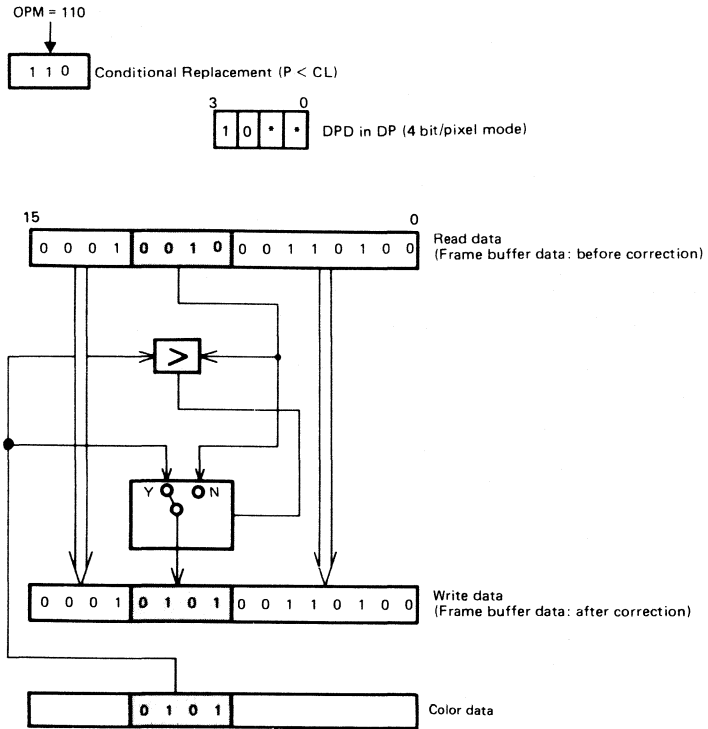 OPM = 110
1 1 0 Conditional Replacement (P < CL)
3 0
1 0 * * DPD in DP (4 bit/pixel mode)
15 0
0 0 0 1 0 0 1 0 0 0 1 1 0 1 0 0 Read data
(Frame buffer data: before correction)
>
Y N
0 0 0 1 0 1 0 1 0 0 1 1 0 1 0 0 Write data
(Frame buffer data: after correction)
0 1 0 1 Color data